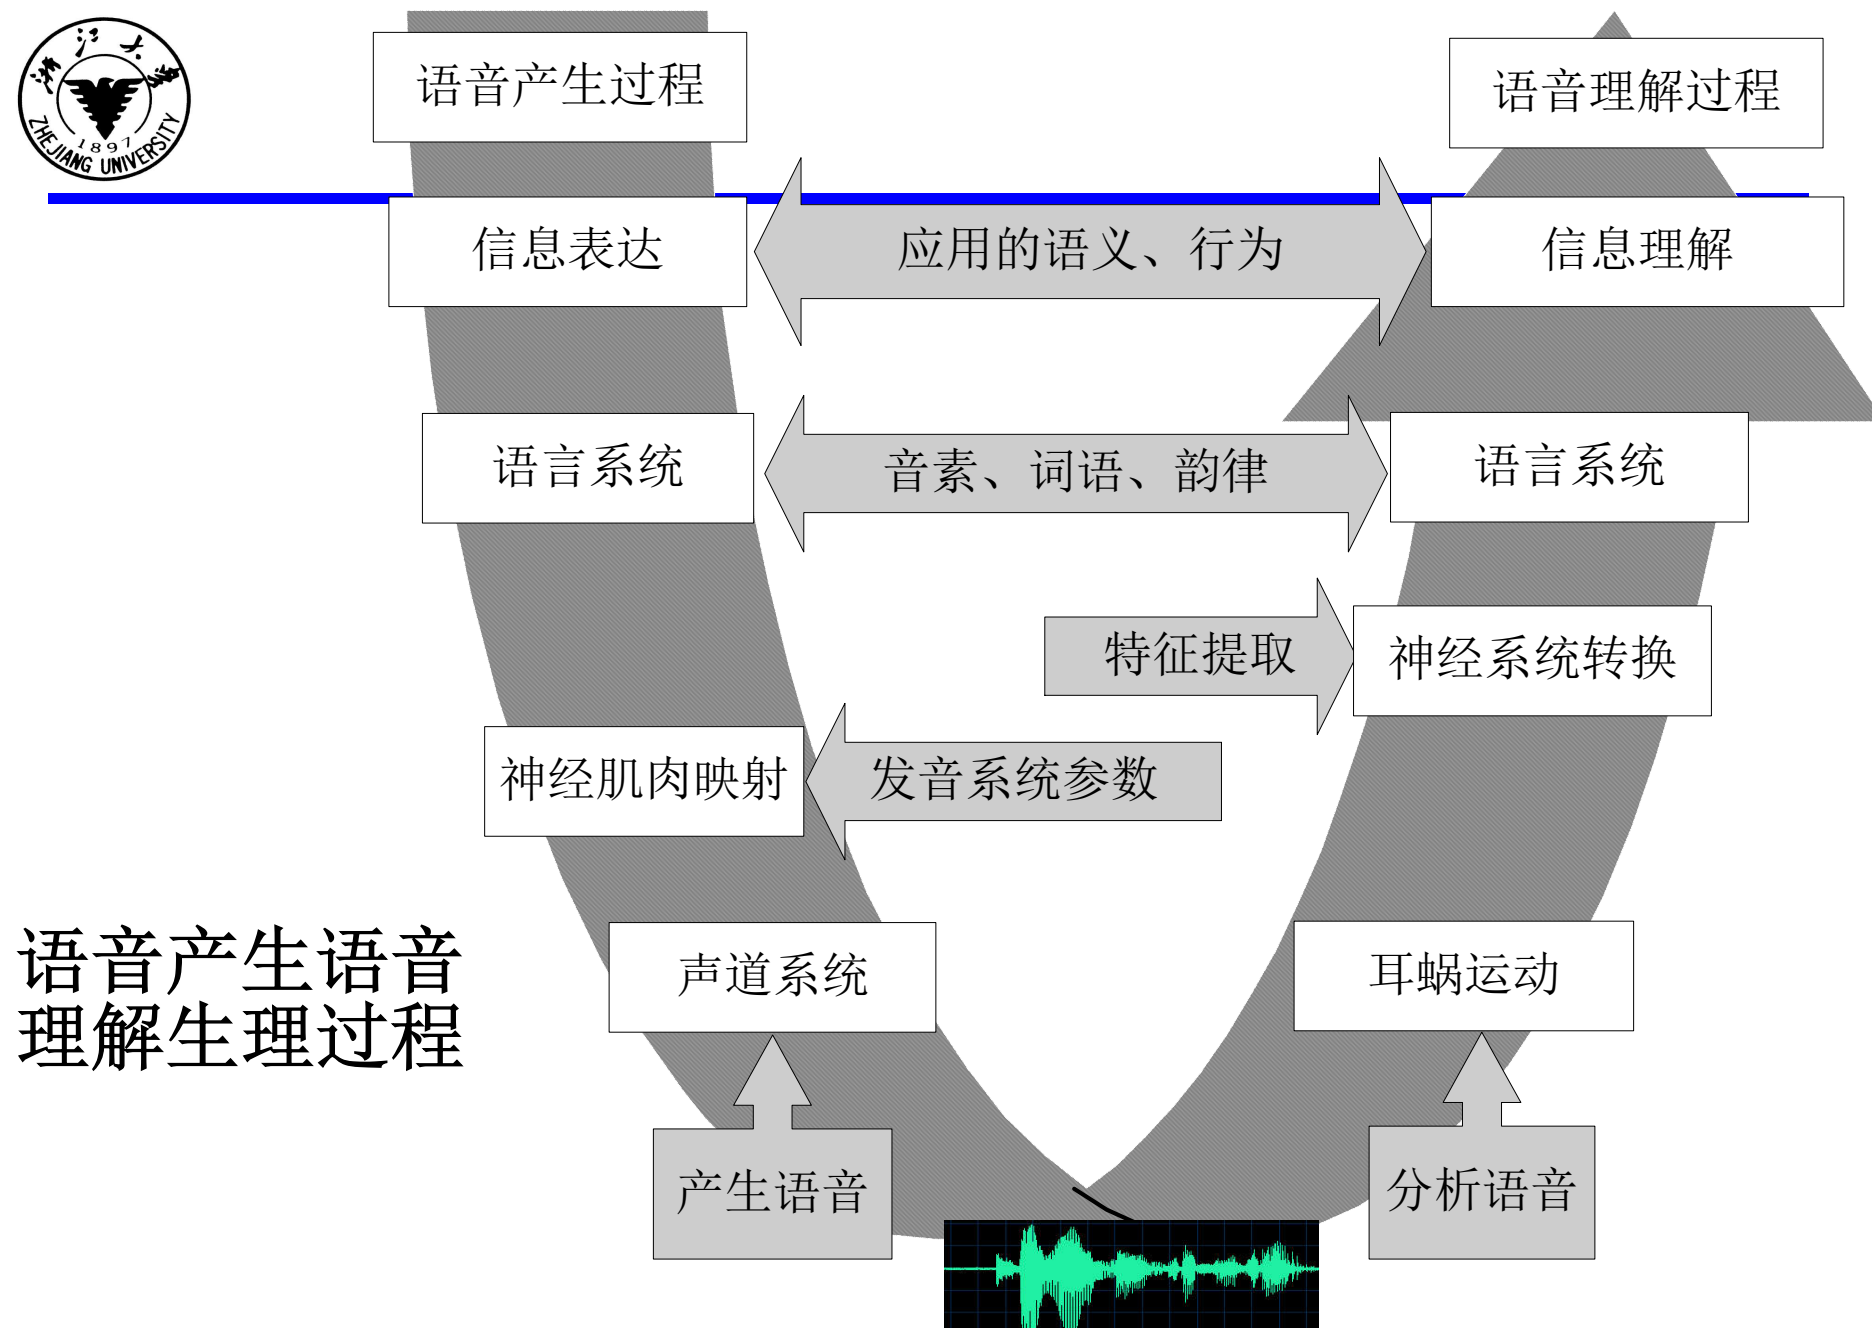 浙江大学
ZHEJIANG UNIVERSITY
1897
语音产生过程
语音理解过程
信息表达
应用的语义、行为
信息理解
语言系统
音素、词语、韵律
语言系统
特征提取
神经系统转换
神经肌肉映射
发音系统参数
语音产生语音
理解生理过程
声道系统
耳蜗运动
产生语音
分析语音